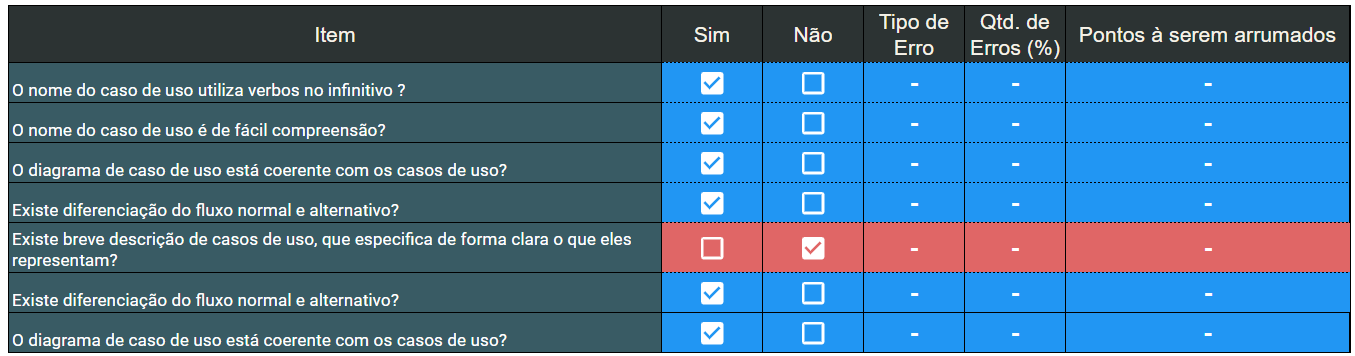 Item Sim Não Tipo de Erro Qtd. de Erros (%) Pontos à serem arrumados
O nome do caso de uso utiliza verbos no infinitivo ? - - -
O nome do caso de uso é de fácil compreensão? - - -
O diagrama de caso de uso está coerente com os casos de uso? - - -
Existe diferenciação do fluxo normal e alternativo? - - -
Existe breve descrição de casos de uso, que especifica de forma clara o que eles
representam? - - -
Existe diferenciação do fluxo normal e alternativo? - - -
O diagrama de caso de uso está coerente com os casos de uso? - - -